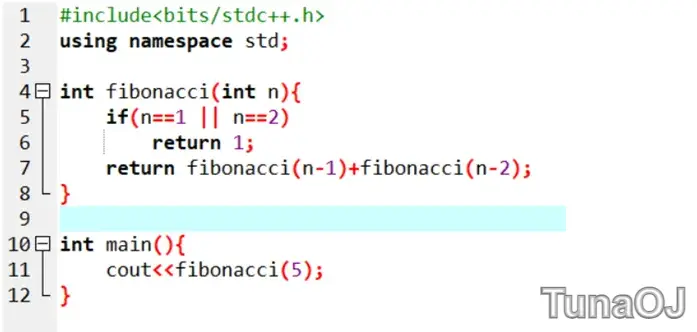 1 #include<bits/stdc++.h>
2 using namespace std;
3
4 int fibonacci(int n){
5 if(n==1 || n==2)
6 return 1;
7 return fibonacci(n-1)+fibonacci(n-2);
8 }
9
10 int main(){
11 cout<<fibonacci(5);
12 }
TunaOJ